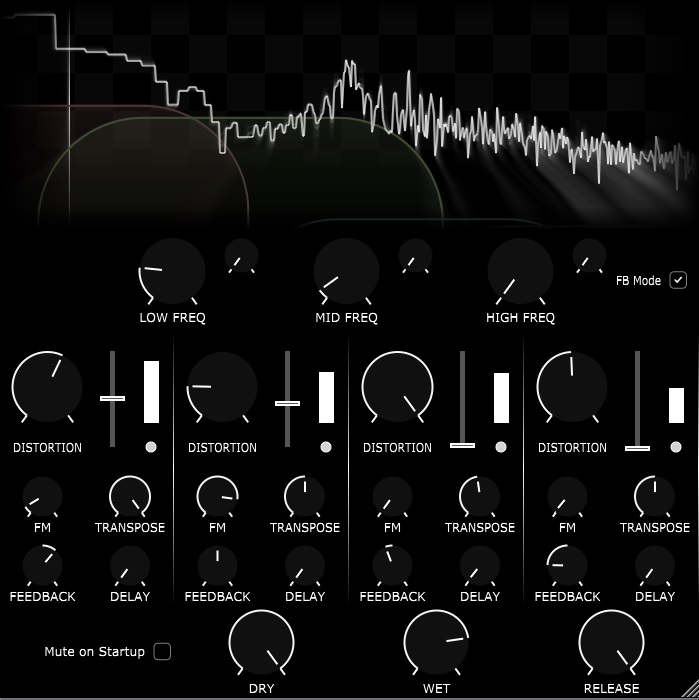 FB Mode
LOW FREQ MID FREQ HIGH FREQ
DISTORTION DISTORTION DISTORTION DISTORTION
FM TRANSPOSE FM TRANSPOSE FM TRANSPOSE FM TRANSPOSE
FEEDBACK DELAY FEEDBACK DELAY FEEDBACK DELAY FEEDBACK DELAY
Mute on Startup
DRY WET RELEASE